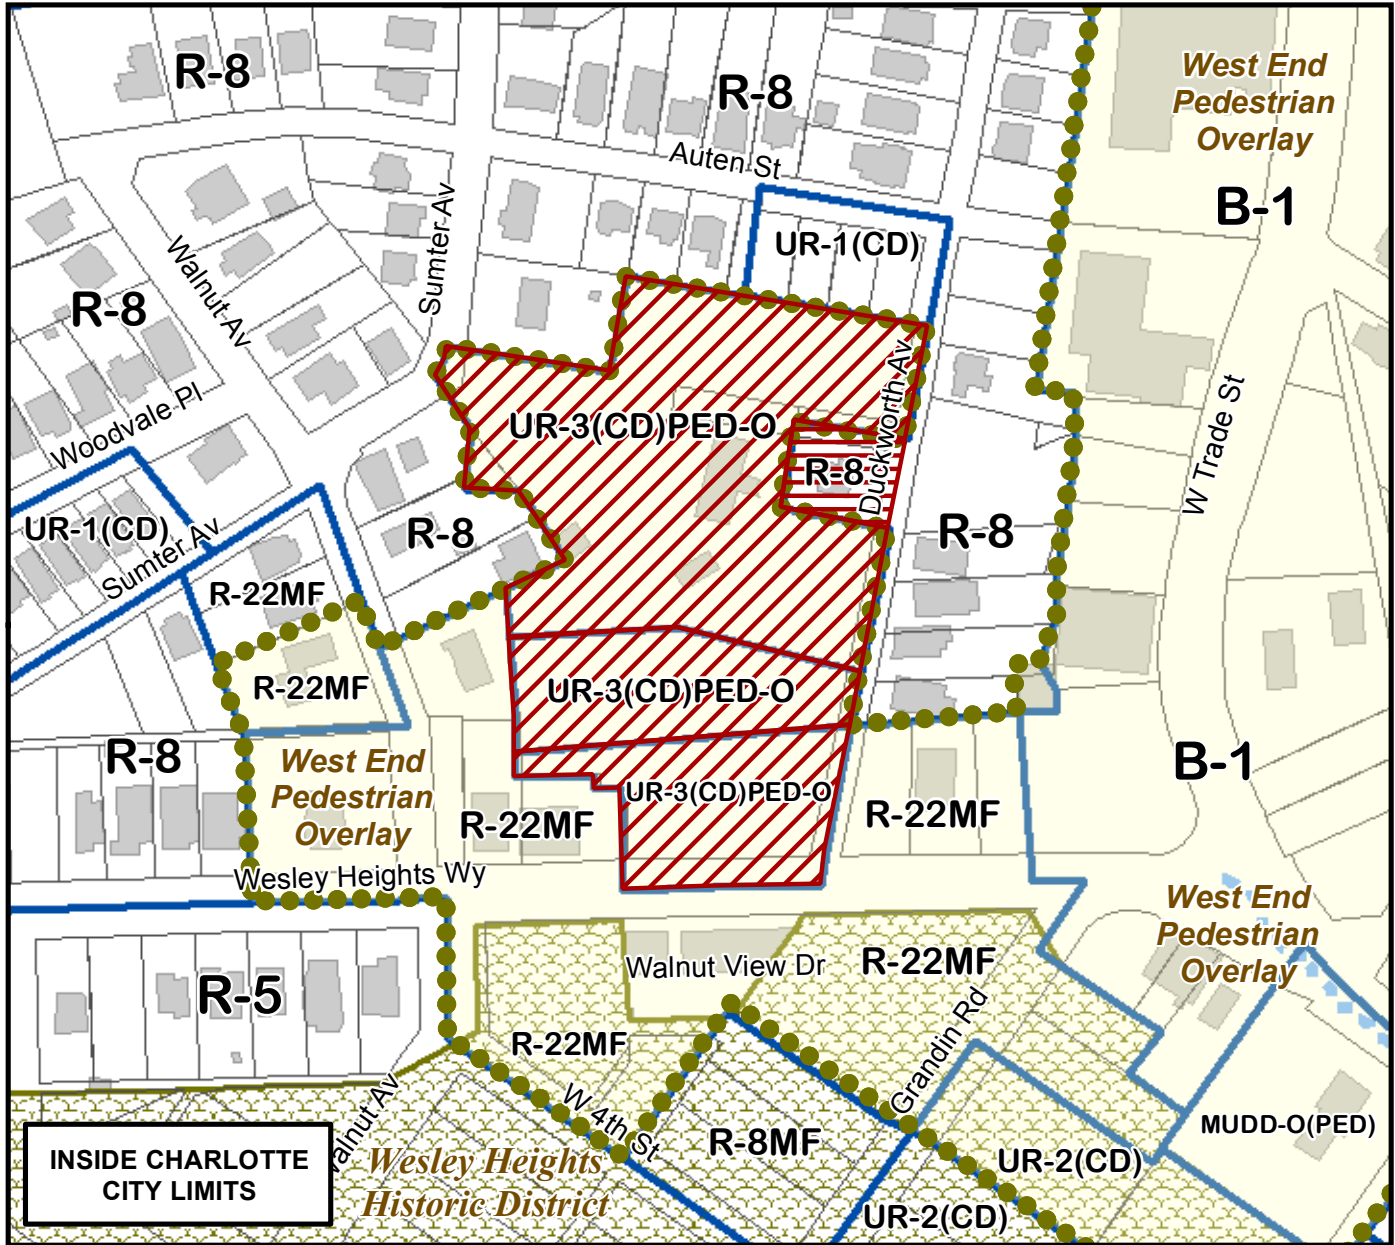 R-8
R-8
West End
Pedestrian
Overlay
Auten St
B-1
Sumter Av
UR-1(CD)
Walnut Av
R-8
Duckworth Av
W Trade St
Woodvale Pl
UR-3(CD)PED-O
R-8
UR-1(CD)
Sumter Av
R-8
R-8
R-22MF
R-22MF
UR-3(CD)PED-O
R-8
West End
Pedestrian
Overlay
B-1
UR-3(CD)PED-O
R-22MF
R-22MF
Wesley Heights Wy
West End
Pedestrian
Overlay
Walnut View Dr
R-22MF
R-5
R-22MF
Grandin Rd
Walnut Av
W 4th St
R-8MF
MUDD-O(PED)
INSIDE CHARLOTTE
CITY LIMITS
Wesley Heights
Historic District
UR-2(CD)
UR-2(CD)